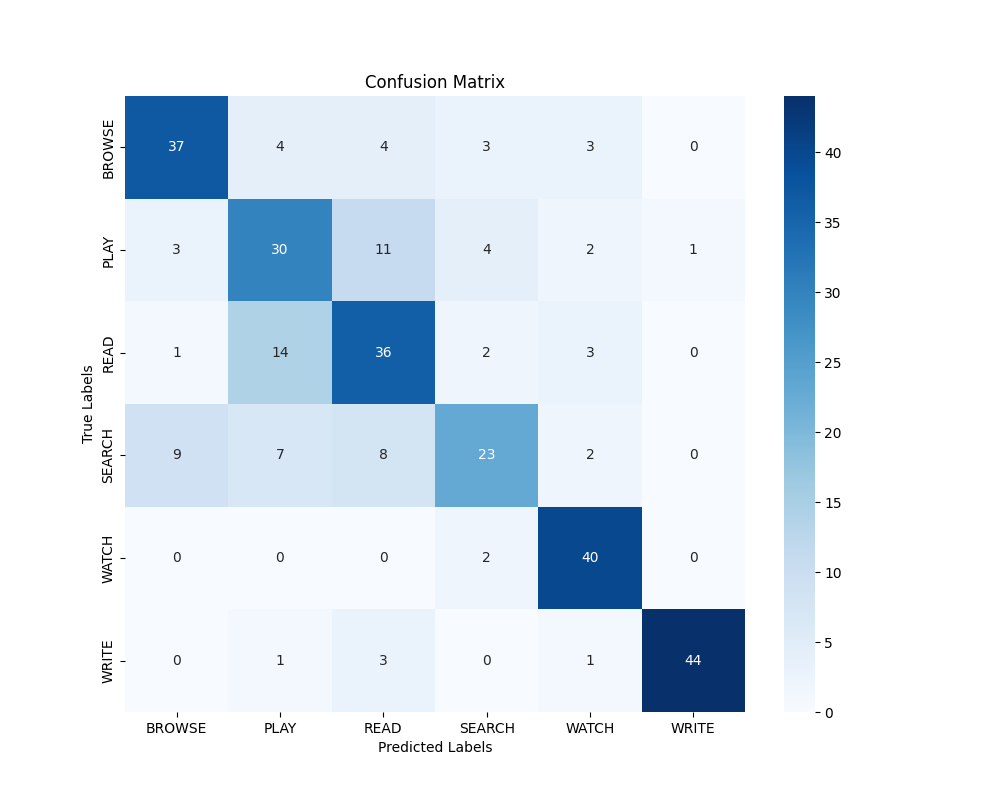 Confusion Matrix
True Labels
BROWSE 37 4 4 3 3 0
PLAY 3 30 11 4 2 1
READ 1 14 36 2 3 0
SEARCH 9 7 8 23 2 0
WATCH 0 0 0 2 40 0
WRITE 0 1 3 0 1 44
BROWSE PLAY READ SEARCH WATCH WRITE
Predicted Labels
40
35
30
25
20
15
10
5
0